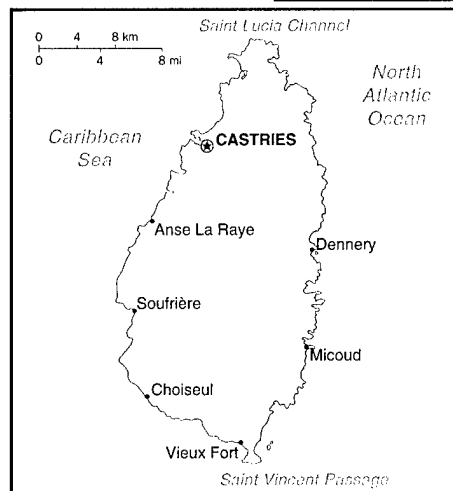 Saint Lucia Channel
0 4 8 km
0 4 8 mi
North
Atlantic
Ocean
Caribbean
Sea
CASTRIES
Anse La Raye
Dennery
Soufrière
Micoud
Choiseul
Vieux Fort
Saint Vincent Passage